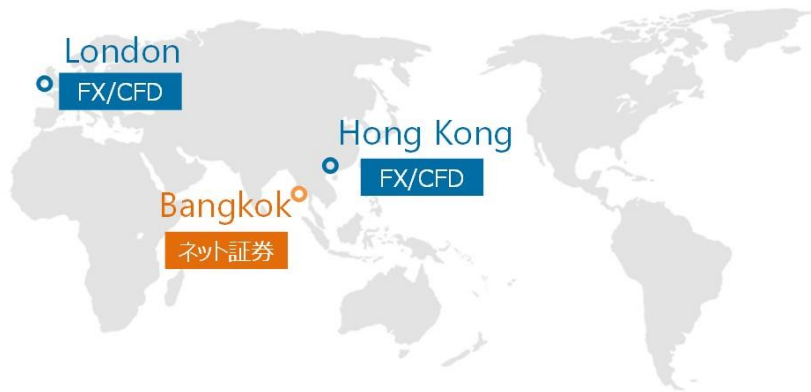 London
FX/CFD
Hong Kong
FX/CFD
Bangkok
ネット証券